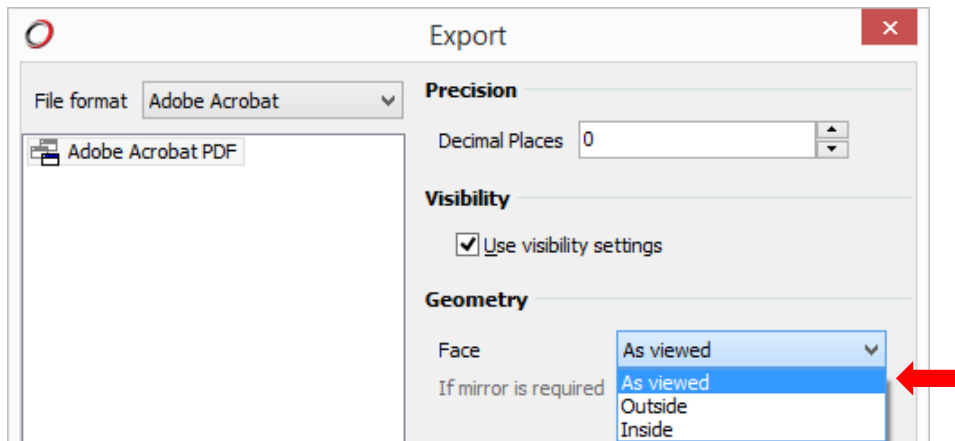 Export
File format Adobe Acrobat
Adobe Acrobat PDF
Precision
Decimal Places 0
Visibility
Use visibility settings
Geometry
Face As viewed
If mirror is required As viewed
Outside
Inside